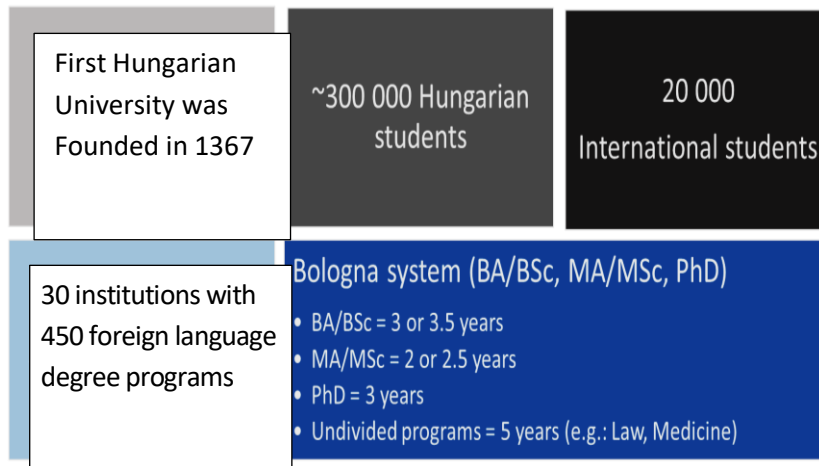 First Hungarian
University was
Founded in 1367
~300 000 Hungarian
students
20 000
International students
30 institutions with
450 foreign language
degree programs
Bologna system (BA/BSc, MA/MSc, PhD)
• BA/BSc = 3 or 3.5 years
• MA/MSc = 2 or 2.5 years
• PhD = 3 years
• Undivided programs = 5 years (e.g.: Law, Medicine)